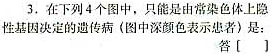 3. 在下列4个图中，只能是由常染色体上隐
性基因决定的遗传病（图中深颜色表示患者）是
答 [ ]